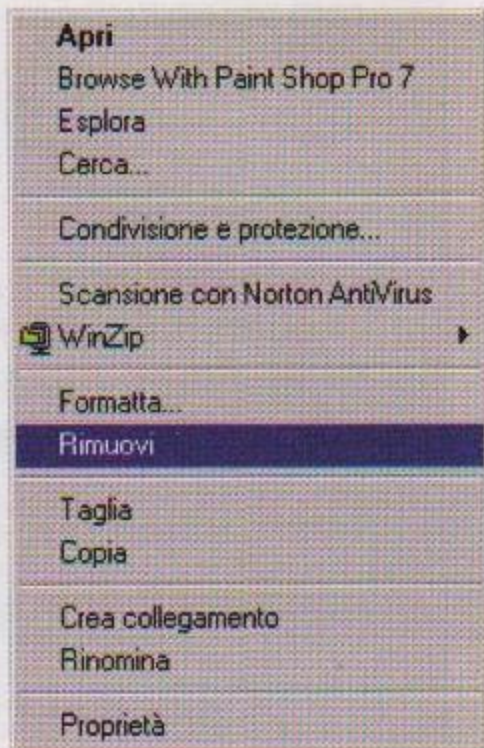 Apri
Browse With Paint Shop Pro 7
Esplora
Cerca...
Condivisione e protezione...
Scansione con Norton AntiVirus
WinZip
Formatta...
Rimuovi
Taglia
Copia
Crea collegamento
Rinomina
Proprietà